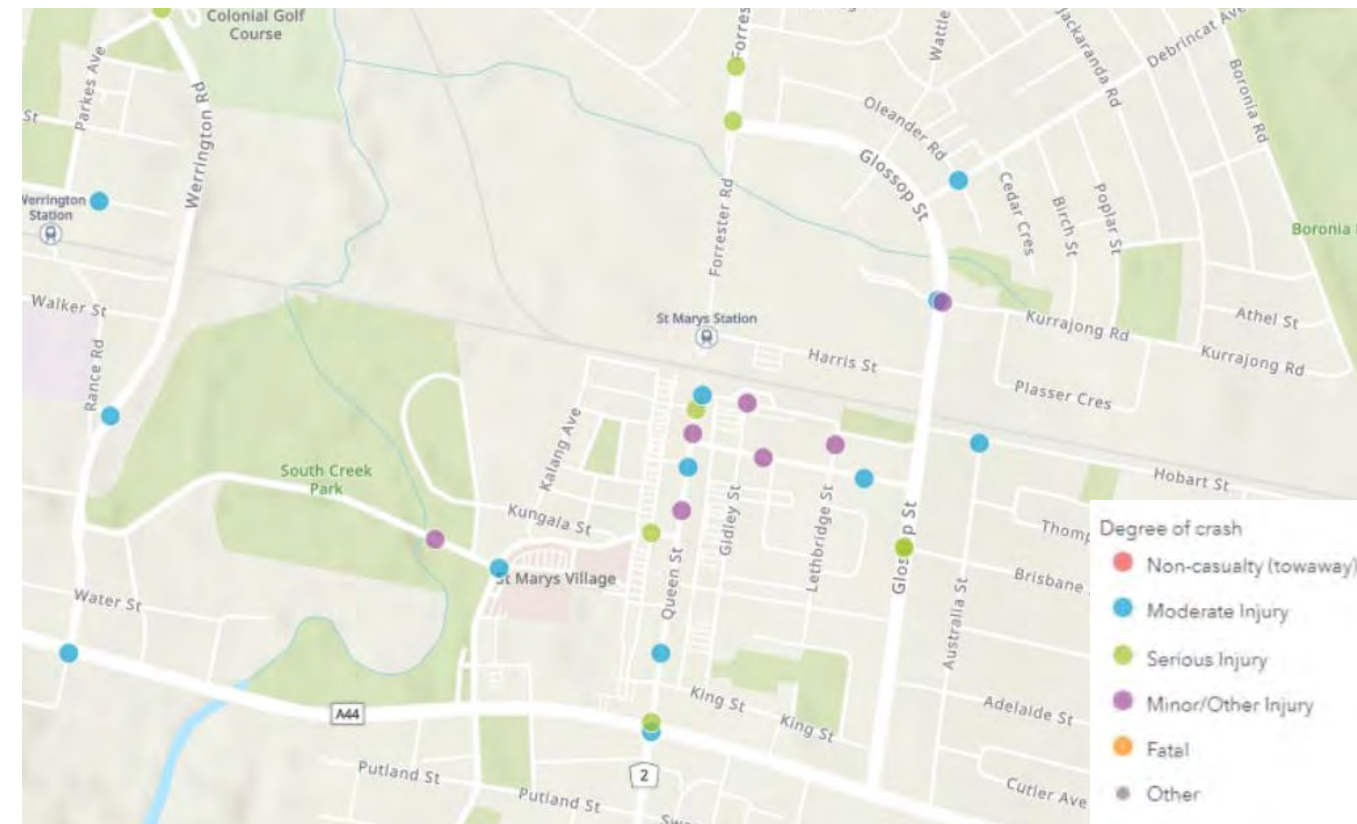 Colonial Golf
Course
Parkes Ave
Werrington Rd
St
Werrington
Station
Walker St
Rance Rd
South Creek
Park
Water St
A44
Putland St
Putland St
Kalang Ave
Kungala St
St Marys Village
Queen St
Gidley St
Lethbridge St
King St
King St
2
St Marys Station
Harris St
Forrester Rd
Forres
Glossop St
Oleander Rd
Wattle
Jackaranda Rd
Debrincat Ave
Boronia Rd
Cedar Cres
Birch St
Poplar St
Boronia
Kurrajong Rd
Kurrajong Rd
Athel St
Plasser Cres
Hobart St
Thomp
Brisbane
Australia St
Adelaide St
Cutler Ave
Degree of crash
Non-casualty (towaway)
Moderate Injury
Serious Injury
Minor/Other Injury
Fatal
Other